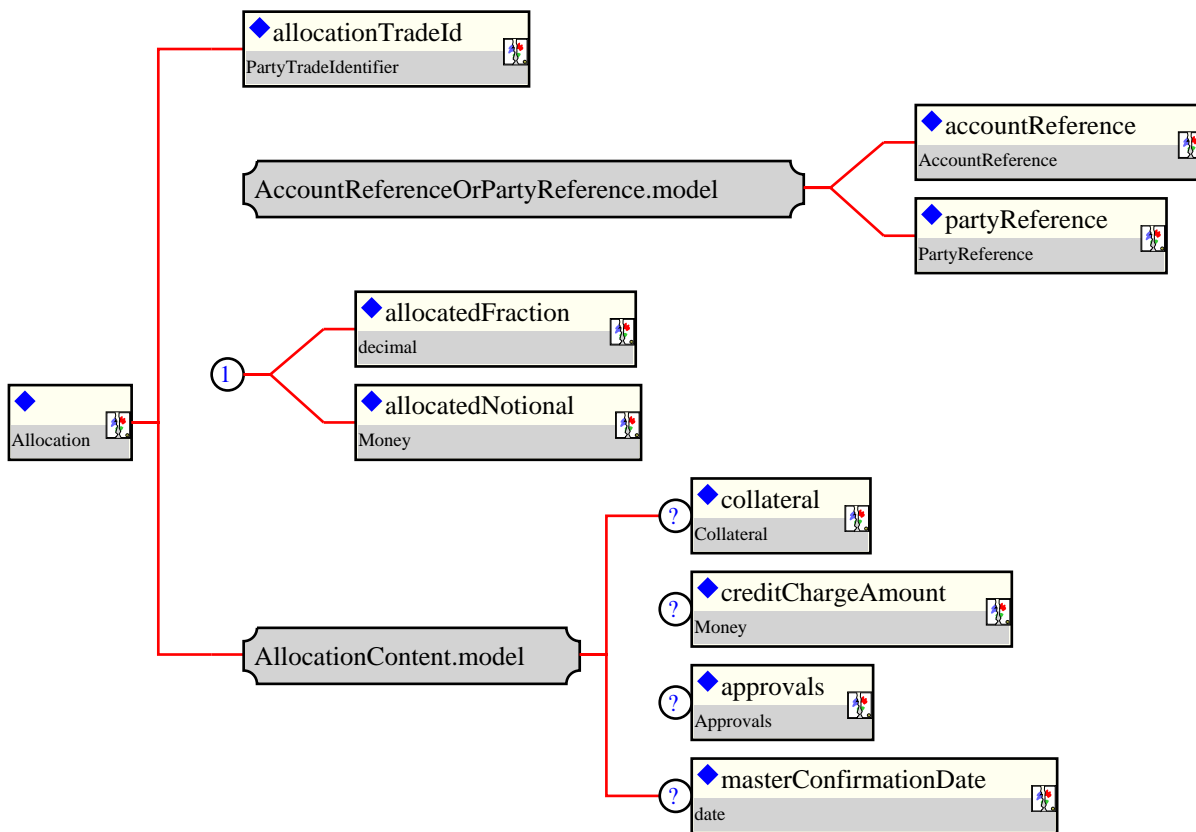 allocationTradeId
PartyTradeIdentifier
accountReference
AccountReference
AccountReferenceOrPartyReference.model
partyReference
PartyReference
allocatedFraction
decimal
1
allocatedNotional
Money
Allocation
?
collateral
Collateral
?
creditChargeAmount
Money
AllocationContent.model
?
approvals
Approvals
?
masterConfirmationDate
date